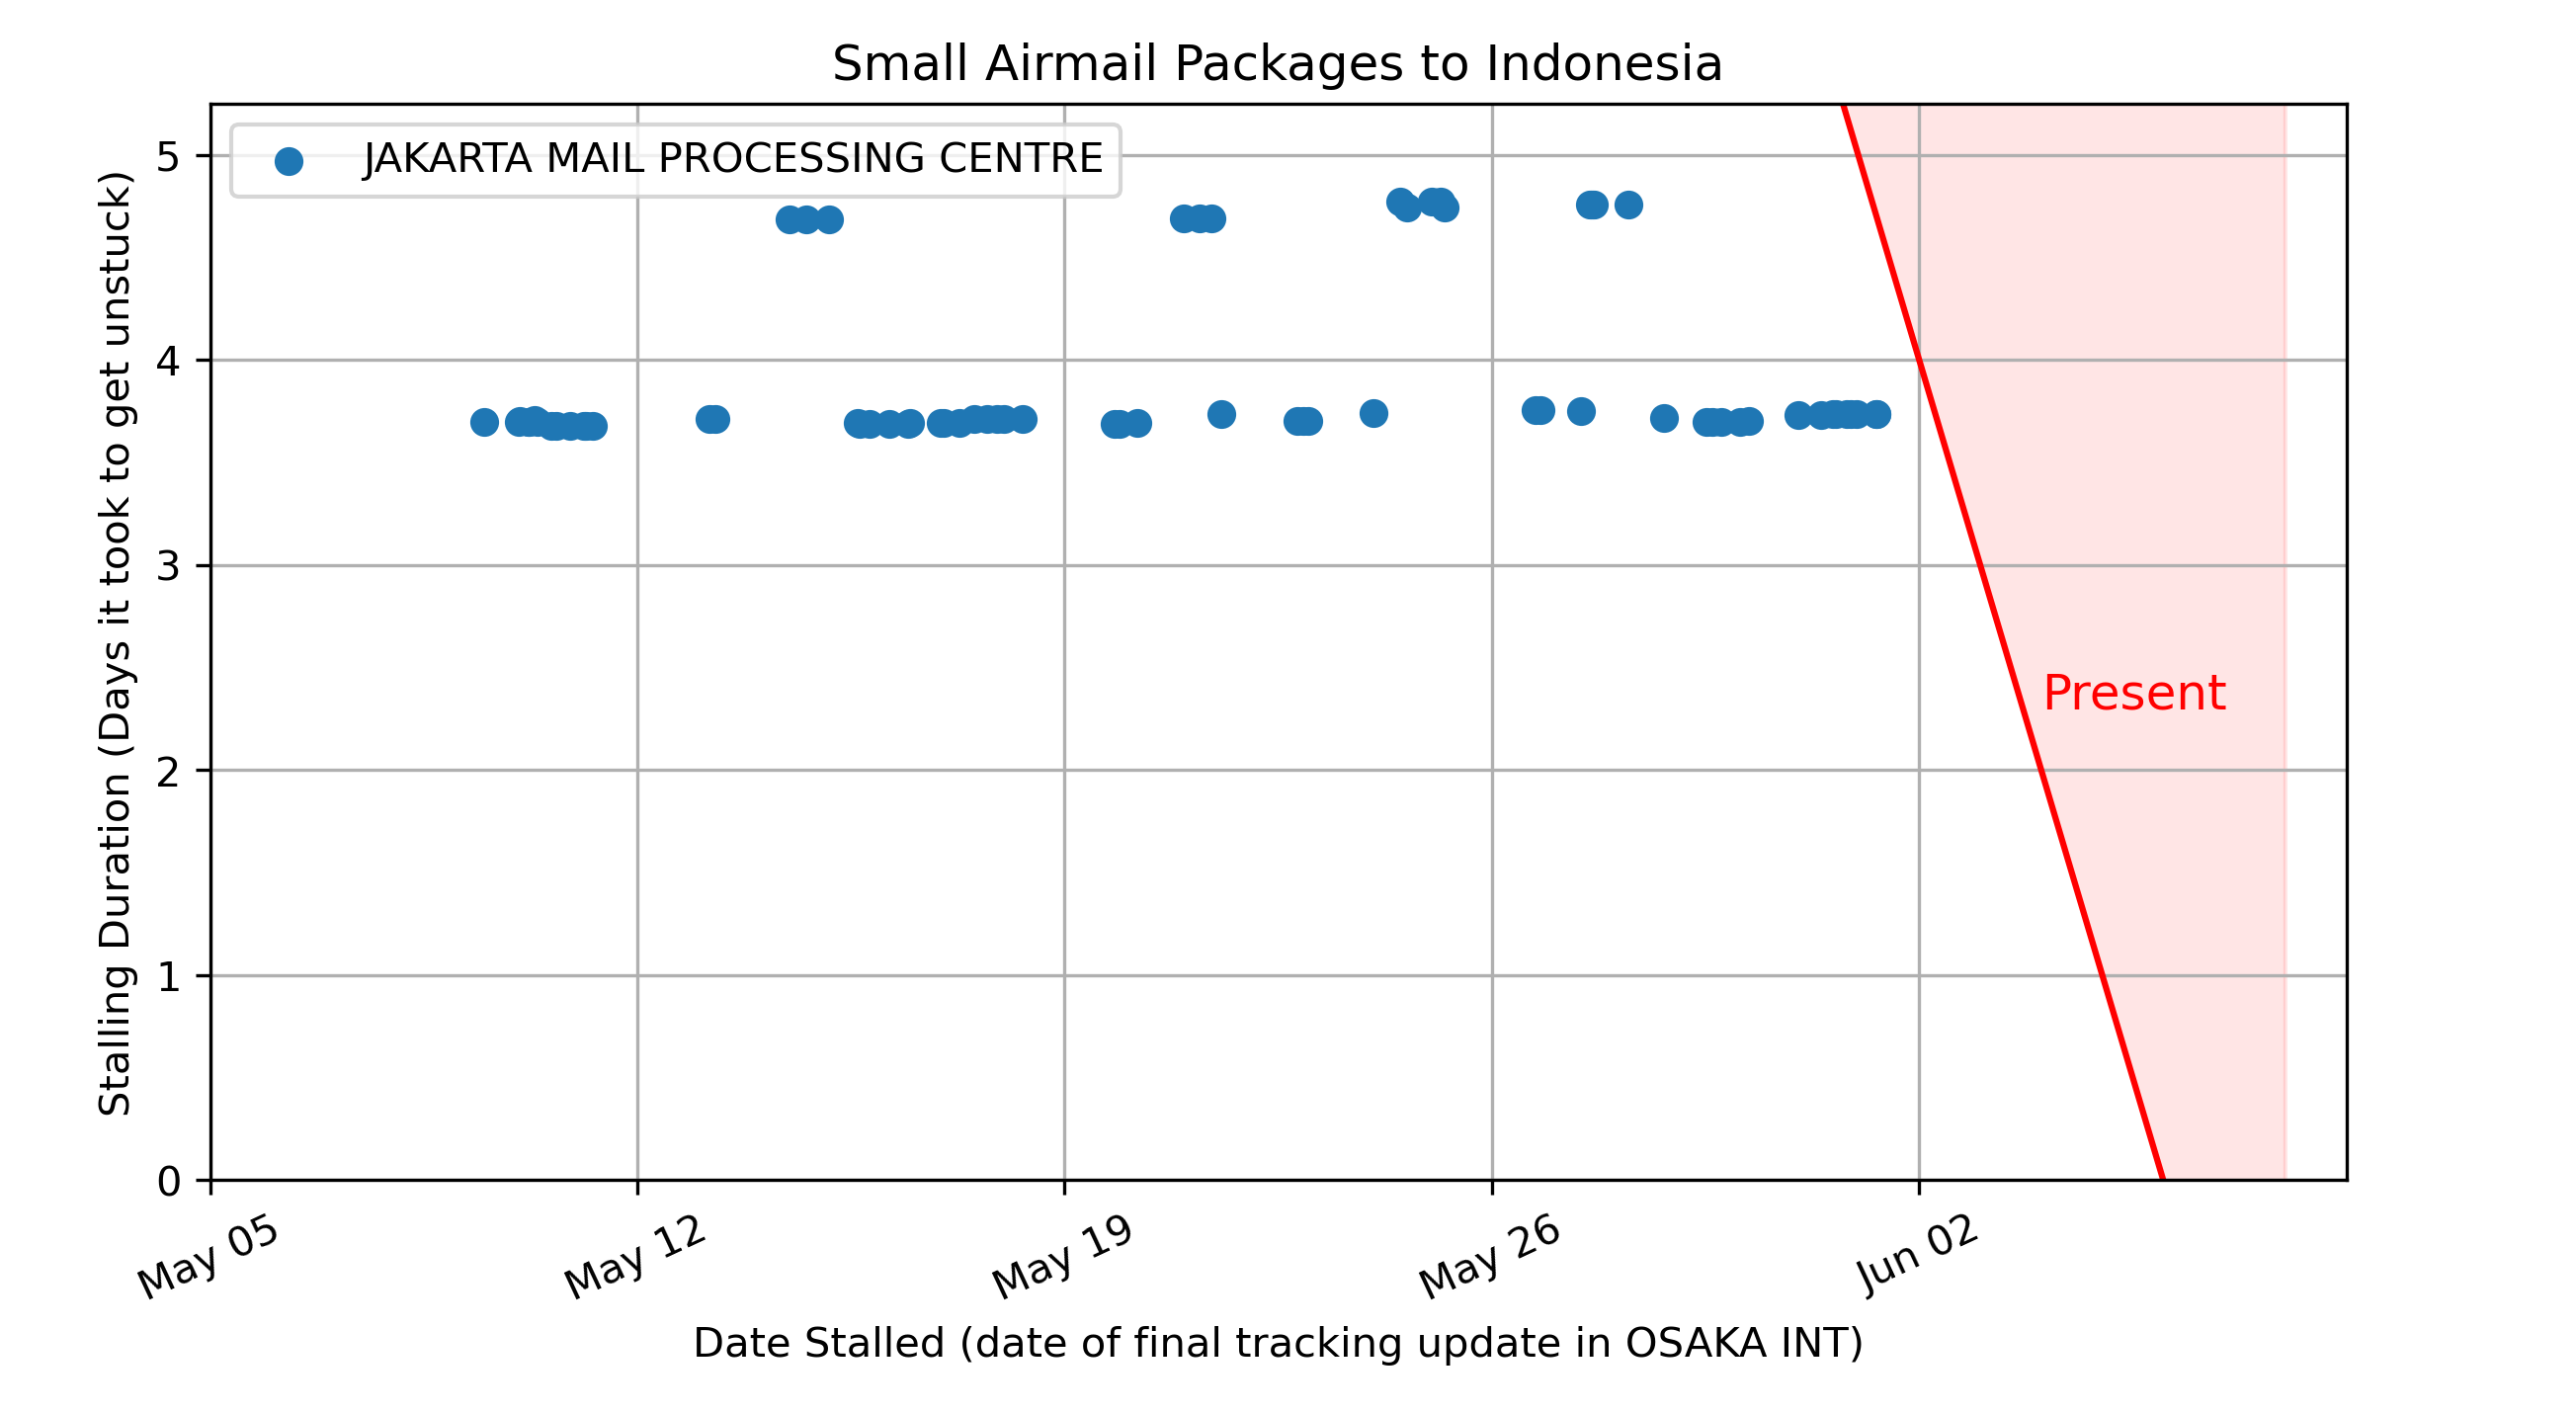 Small Airmail Packages to Indonesia
JAKARTA MAIL PROCESSING CENTRE
Stalling Duration (Days it took to get unstuck)
5
4
3
2
1
0
Present
May 05
May 12
May 19
May 26
Jun 02
Date Stalled (date of final tracking update in OSAKA INT)